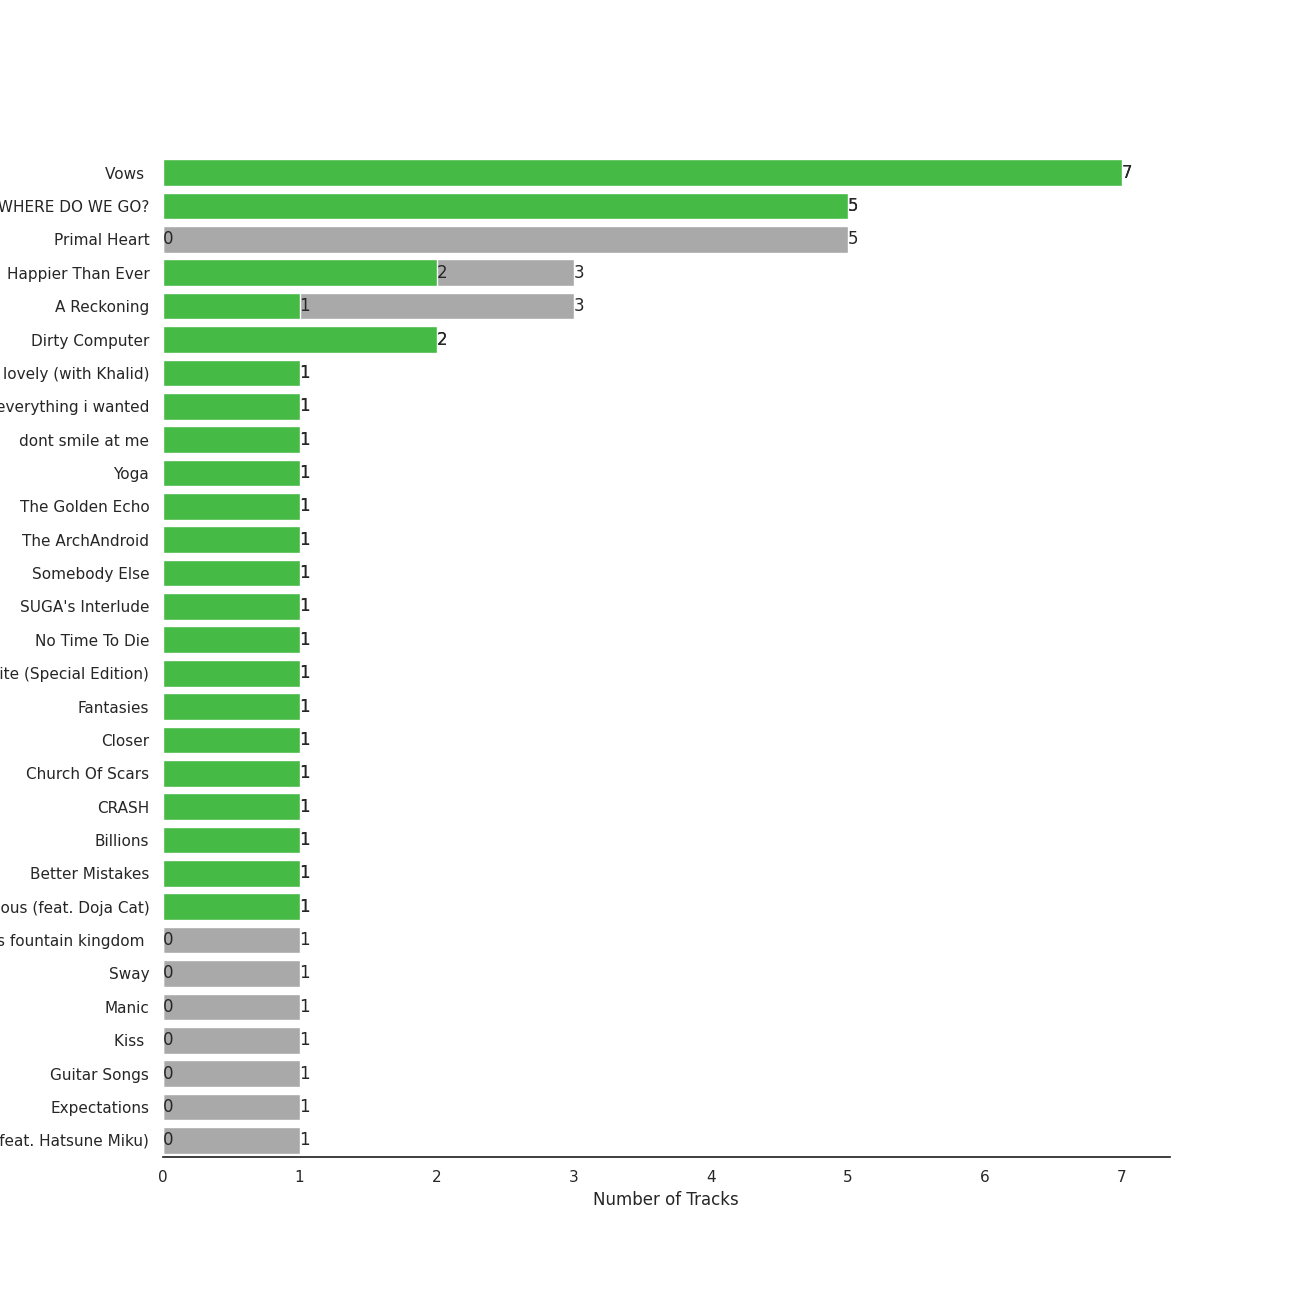 Vows 7
WHERE DO WE GO? 5
Primal Heart 0 5
Happier Than Ever 2 3
A Reckoning 1 3
Dirty Computer 2
lovely (with Khalid) 1
everything i wanted 1
dont smile at me 1
Yoga 1
The Golden Echo 1
The ArchAndroid 1
Somebody Else 1
SUGA's Interlude 1
No Time To Die 1
(Special Edition) 1
Fantasies 1
Closer 1
Church Of Scars 1
CRASH 1
Billions 1
Better Mistakes 1
(feat. Doja Cat) 1
fountain kingdom 0 1
Sway 0 1
Manic 0 1
Kiss 0 1
Guitar Songs 0 1
Expectations 0 1
feat. Hatsune Miku) 0 1
0 1 2 3 4 5 6 7
Number of Tracks